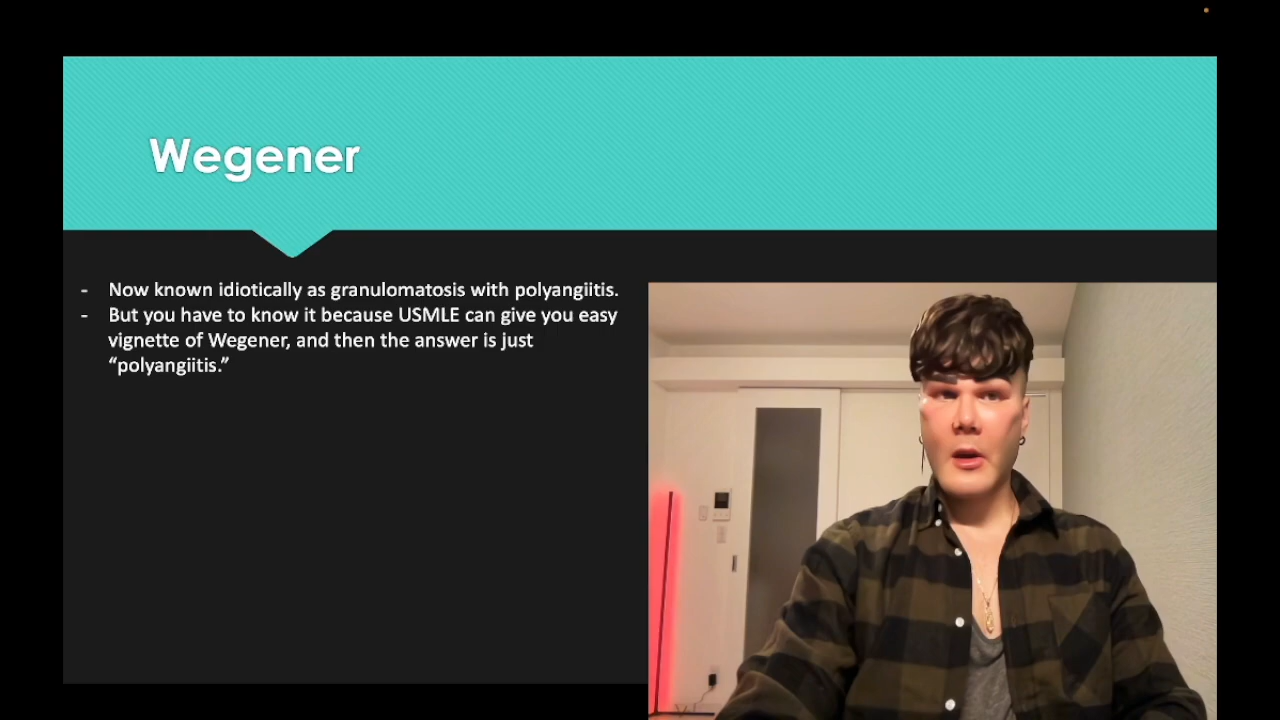 Wegener
- Now known idiotically as granulomatosis with polyangiitis.
- But you have to know it because USMLE can give you easy
vignette of Wegener, and then the answer is just
“polyangiitis.”